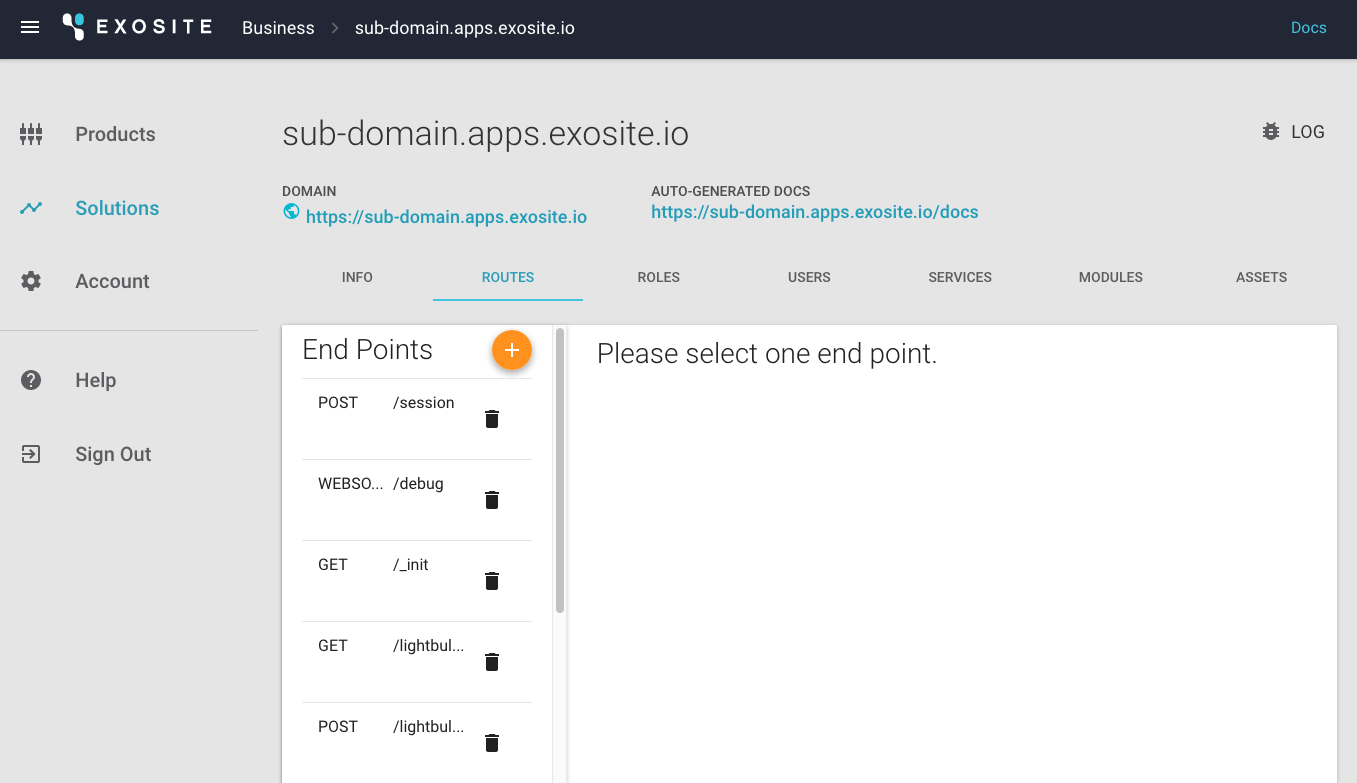 EXOSITE Business sub-domain.apps.exosite.io Docs
Products
Solutions
Account
Help
Sign Out
sub-domain.apps.exosite.io LOG
DOMAIN
https://sub-domain.apps.exosite.io
AUTO-GENERATED DOCS
https://sub-domain.apps.exosite.io/docs
INFO ROUTES ROLES USERS SERVICES MODULES ASSETS
End Points
POST /session
WEBSO... /debug
GET /_init
GET /lightbul...
POST /lightbul...
Please select one end point.